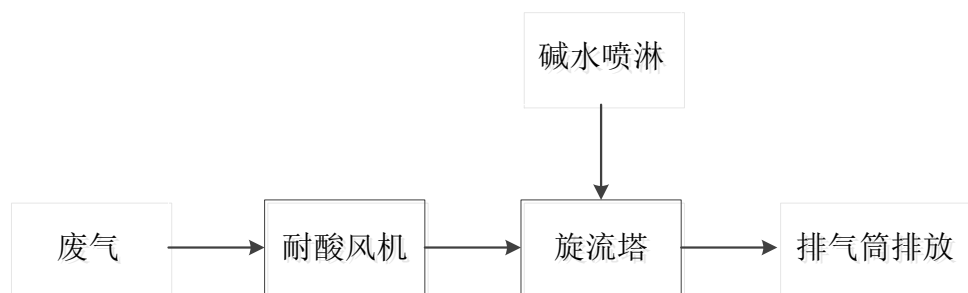 碱水喷淋
废气
耐酸风机
旋流塔
排气筒排放